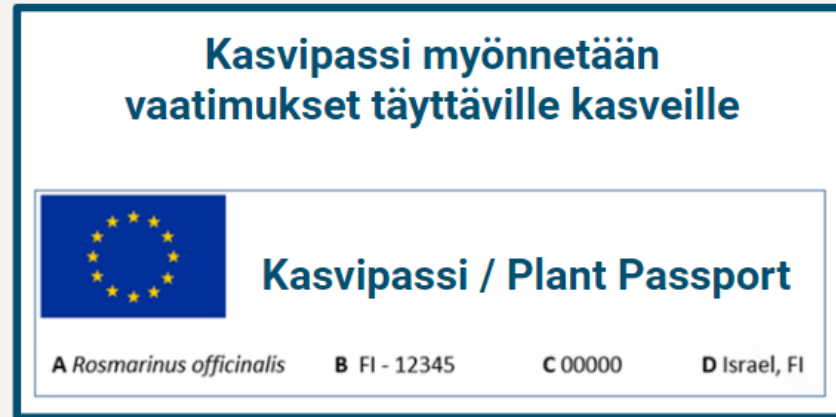 Kasvipassi myönnetään
vaatimukset täyttäville kasveille
Kasvipassi / Plant Passport
A Rosmarinus officinalis B FI - 12345 C 00000 D Israel, FI